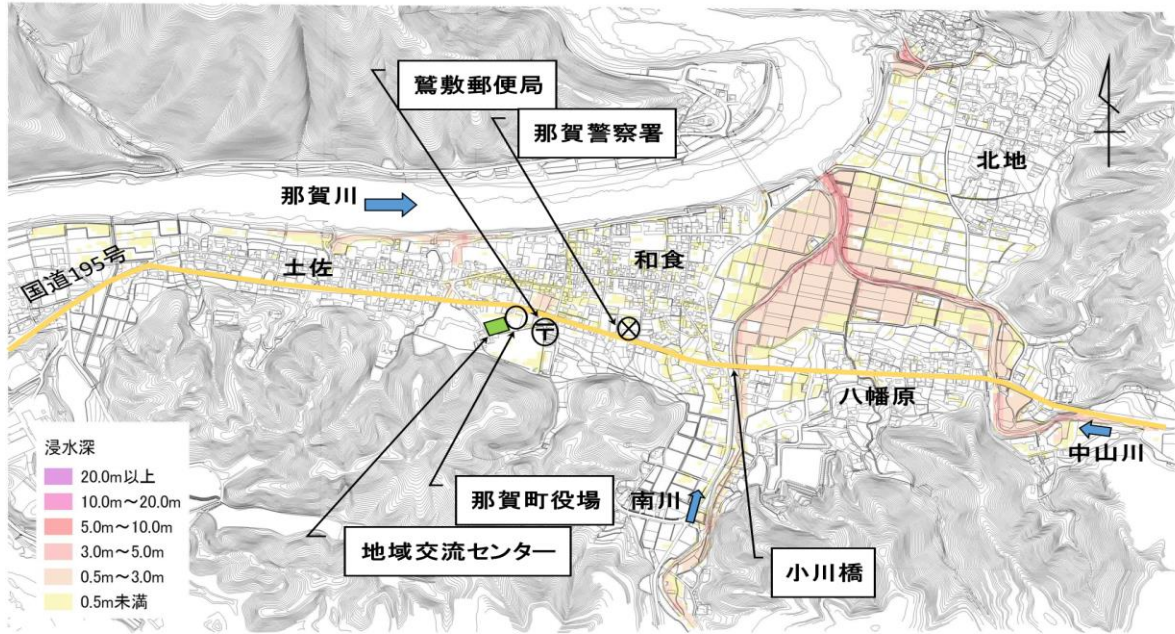 鷲敷郵便局
那賀警察署
北地
那賀川
和食
土佐
国道195号
〒
八幡原
中山川
浸水深
20.0m以上
10.0m～20.0m
5.0m～10.0m
3.0m～5.0m
0.5m～3.0m
0.5m未満
那賀町役場
南川
地域交流センター
小川橋